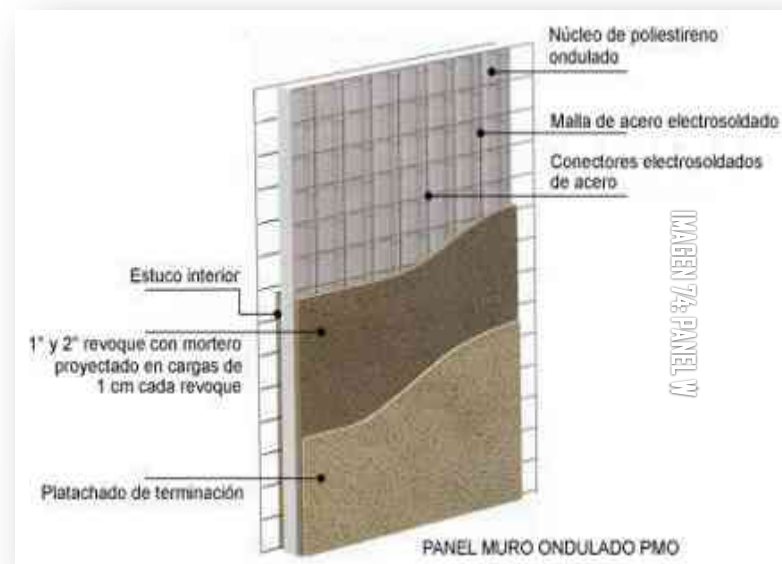 Núcleo de poliestireno
ondulado
Malla de acero electrosoldado
Conectores electrosoldados
de acero
IMAGEN 74: PANEL W
Estuco interior
1° y 2° revoque con mortero
proyectado en cargas de
1 cm cada revoque
Platachado de terminación
PANEL MURO ONDULADO PMO